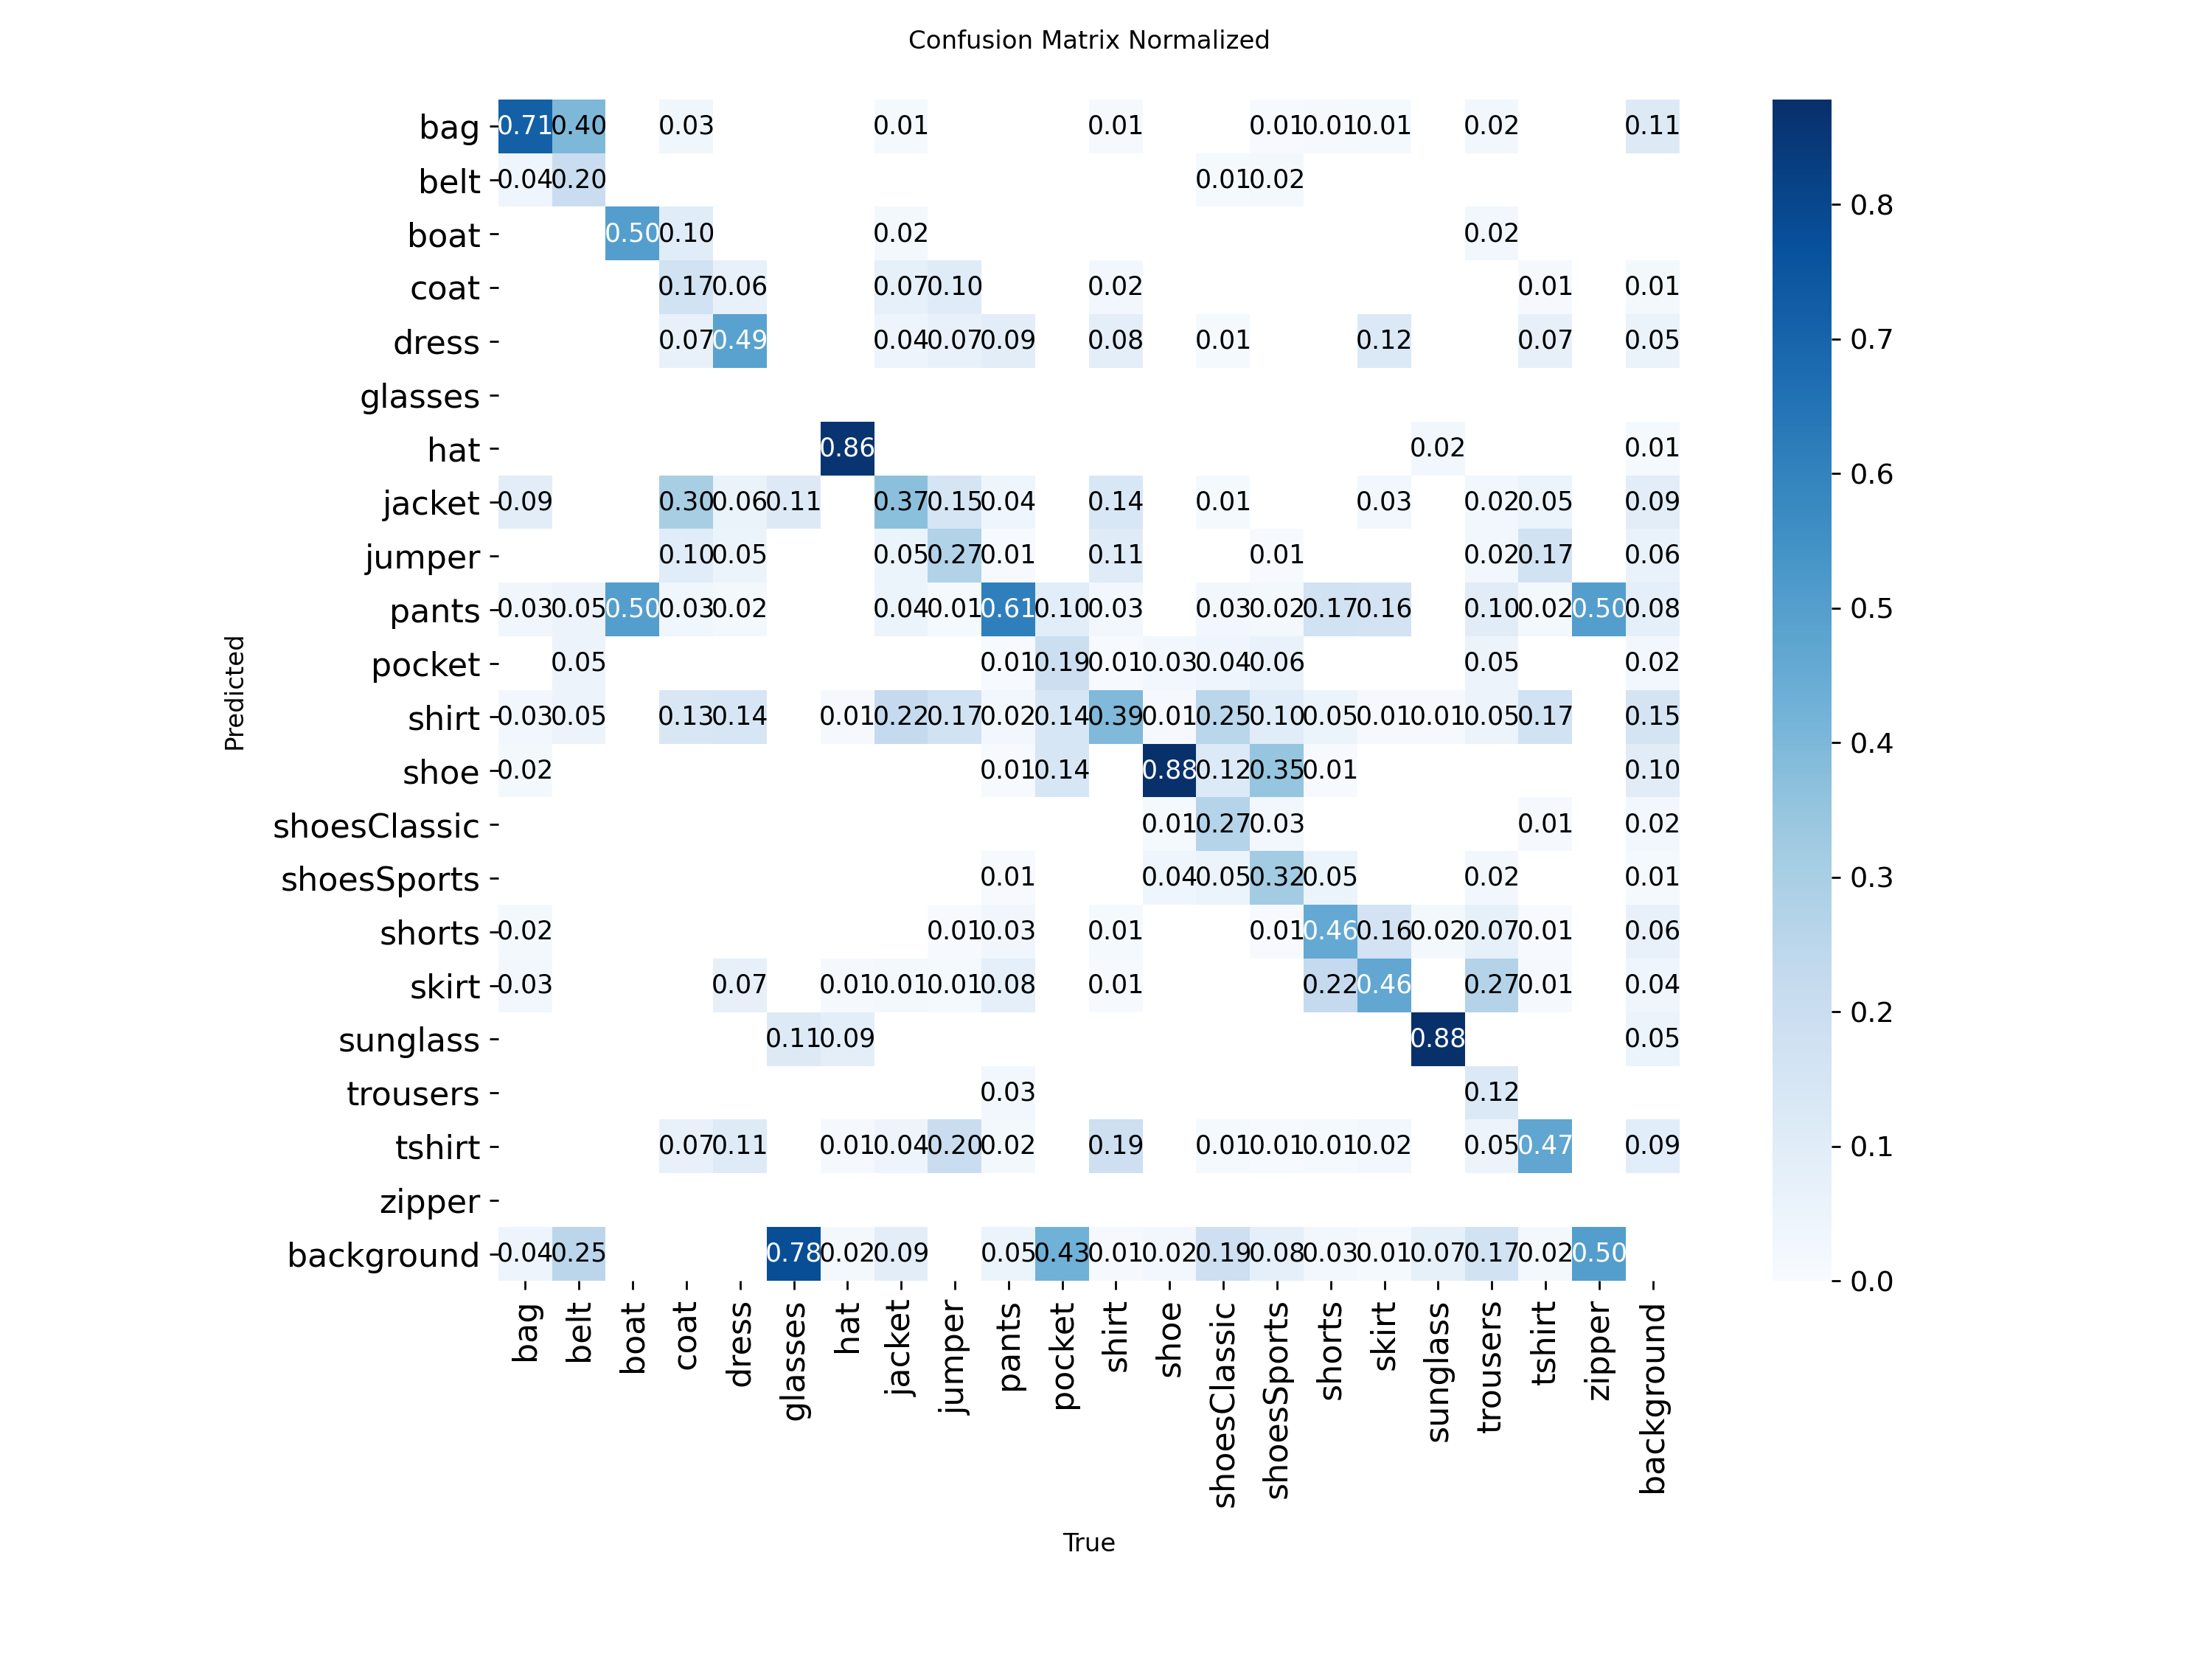 Confusion Matrix Normalized
bag 0.71 0.40 0.03 0.01 0.01 0.01 0.01 0.01 0.02 0.11
belt 0.04 0.20 0.01 0.02
0.8
boat 0.50 0.10 0.02 0.02
coat 0.17 0.06 0.07 0.10 0.02 0.01 0.01
0.7
dress 0.07 0.49 0.04 0.07 0.09 0.08 0.01 0.12 0.07 0.05
glasses
hat 0.86 0.02 0.01
0.6
jacket 0.09 0.30 0.06 0.11 0.37 0.15 0.04 0.14 0.01 0.03 0.02 0.05 0.09
jumper 0.10 0.05 0.05 0.27 0.01 0.11 0.01 0.02 0.17 0.06
pants 0.03 0.05 0.50 0.03 0.02 0.04 0.01 0.61 0.10 0.03 0.03 0.02 0.17 0.16 0.10 0.02 0.50 0.08
0.5
pocket 0.05 0.01 0.19 0.01 0.03 0.04 0.06 0.05 0.02
Predicted
shirt 0.03 0.05 0.13 0.14 0.01 0.22 0.17 0.02 0.14 0.39 0.01 0.25 0.10 0.05 0.01 0.01 0.05 0.17 0.15
0.4
shoe 0.02 0.01 0.14 0.88 0.12 0.35 0.01 0.10
shoesClassic 0.01 0.27 0.03 0.01 0.02
shoesSports 0.01 0.04 0.05 0.32 0.05 0.02 0.01
0.3
shorts 0.02 0.01 0.03 0.01 0.01 0.46 0.16 0.02 0.07 0.01 0.06
skirt 0.03 0.07 0.01 0.01 0.01 0.08 0.01 0.22 0.46 0.27 0.01 0.04
0.2
sunglass 0.11 0.09 0.88 0.05
trousers 0.03 0.12
tshirt 0.07 0.11 0.01 0.04 0.20 0.02 0.19 0.01 0.01 0.01 0.02 0.05 0.47 0.09
0.1
zipper
background 0.04 0.25 0.78 0.02 0.09 0.05 0.43 0.01 0.02 0.19 0.08 0.03 0.01 0.07 0.17 0.02 0.50
0.0
bag belt boat coat dress glasses hat jacket jumper pants pocket shirt shoe shoesClassic shoesSports shorts skirt sunglass trousers tshirt zipper background
True